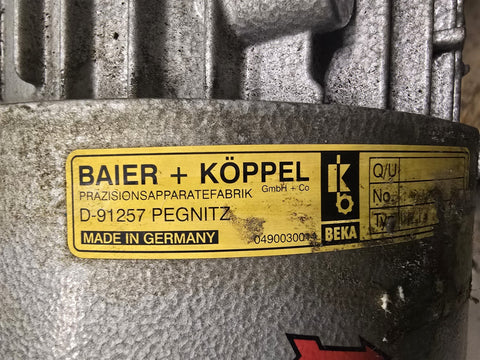 BAIER + KÖPPEL
GmbH + Co
PRÄZISIONSAPPARATEFABRIK
D-91257 PEGNITZ
MADE IN GERMANY
BEKA
Q/U
No.